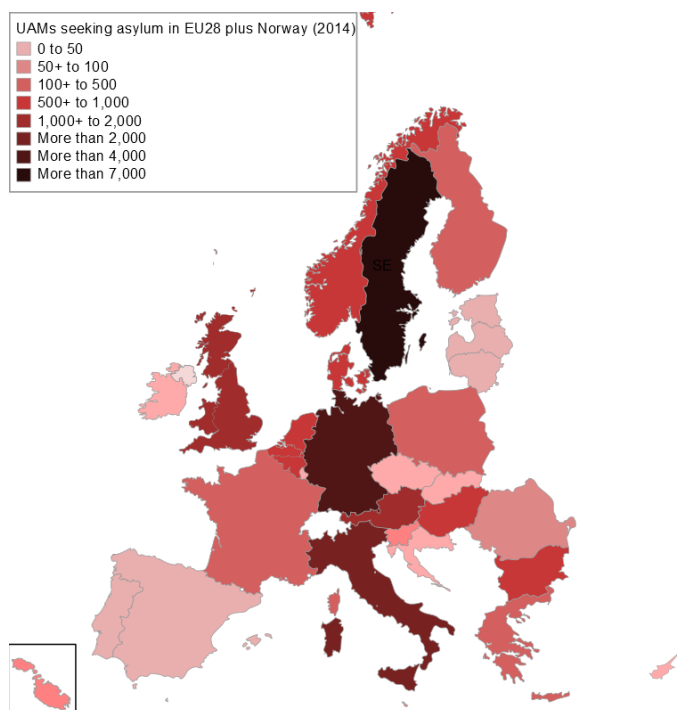 UAMs seeking asylum in EU28 plus Norway (2014)
0 to 50
50+ to 100
100+ to 500
500+ to 1,000
1,000+ to 2,000
More than 2,000
More than 4,000
More than 7,000
SE